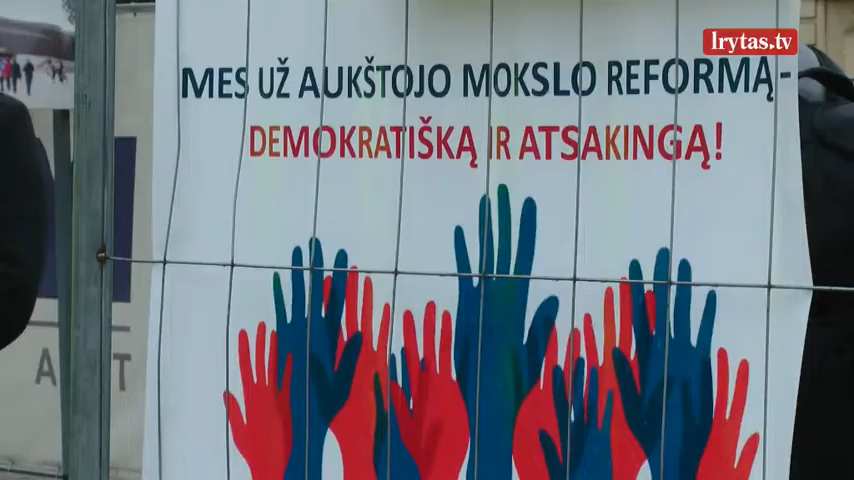 lrytas.tv
MES UŽ AUKŠTOJO MOKSLO REFORMĄ-
DEMOKRATIŠKĄ IR ATSAKINGĄ!